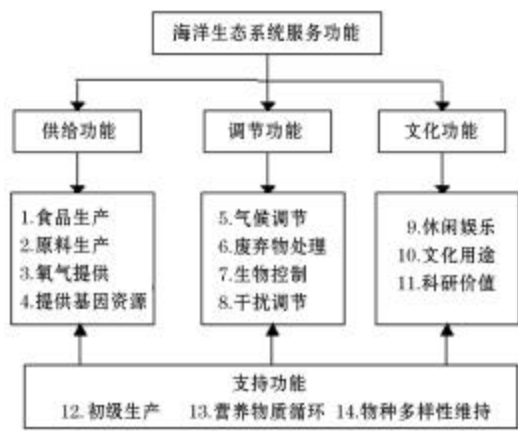 海洋生态系统服务功能
供给功能
调节功能
文化功能
1.食品生产
2.原料生产
3.氧气提供
4.提供基因资源
5.气候调节
6.废弃物处理
7.生物控制
8.干扰调节
9.休闲娱乐
10.文化用途
11.科研价值
支持功能
12.初级生产 13.营养物质循环 14.物种多样性维持